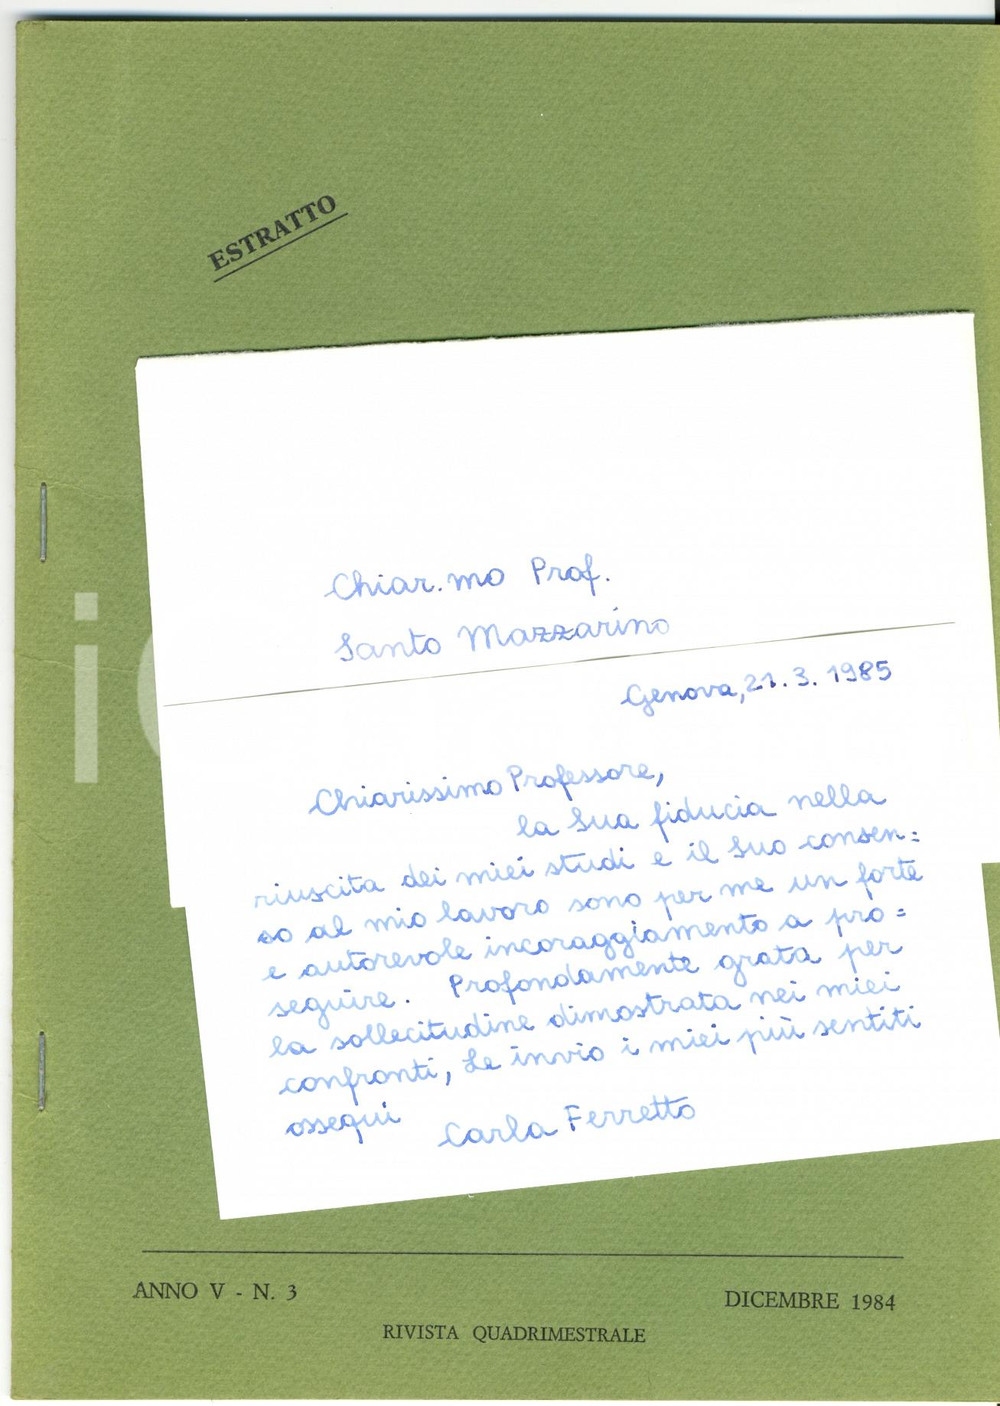 ESTRATTO
Chiar.mo Prof.
Santo Mazzarino
Genova, 21.3.1985
Chiarissimo Professore,
la Sua fiducia nella
riuscita dei miei studi e il Suo consen=
so al mio lavoro sono per me un forte
e autorevole incoraggiamento a pro=
seguire. Profondamente grata per
la sollecitudine dimostrata nei miei
confronti, Le invio i miei più sentiti
ossequi
Carla Ferretto
ANNO V - N. 3
DICEMBRE 1984
RIVISTA QUADRIMESTRALE